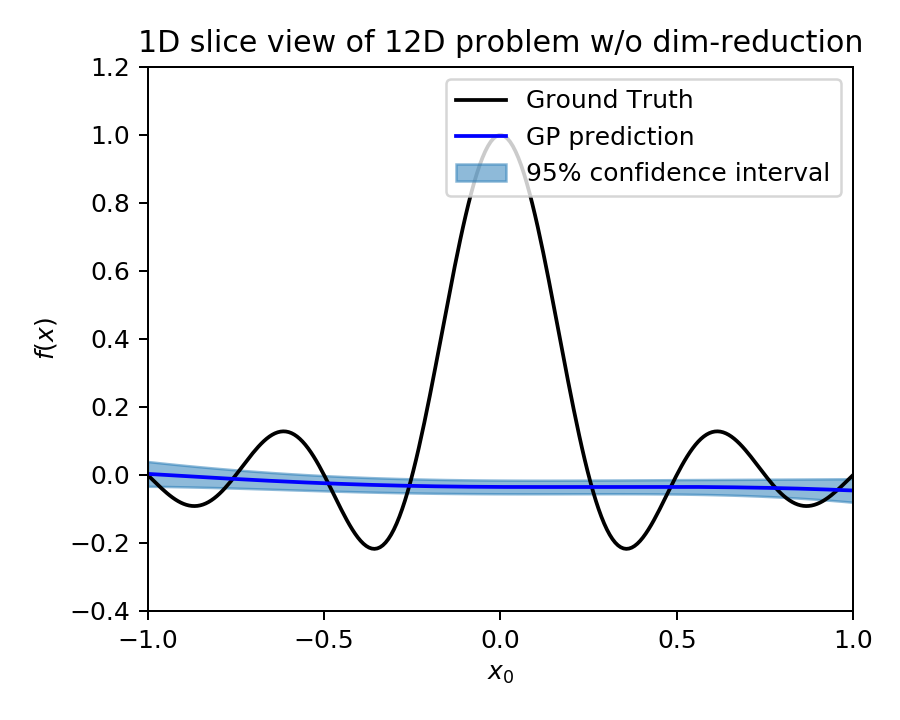 1D slice view of 12D problem w/o dim-reduction
1.2
1.0
0.8
0.6
0.4
0.2
0.0
−0.2
−0.4
f(x)
Ground Truth
GP prediction
95% confidence interval
−1.0 −0.5 0.0 0.5 1.0
x₀